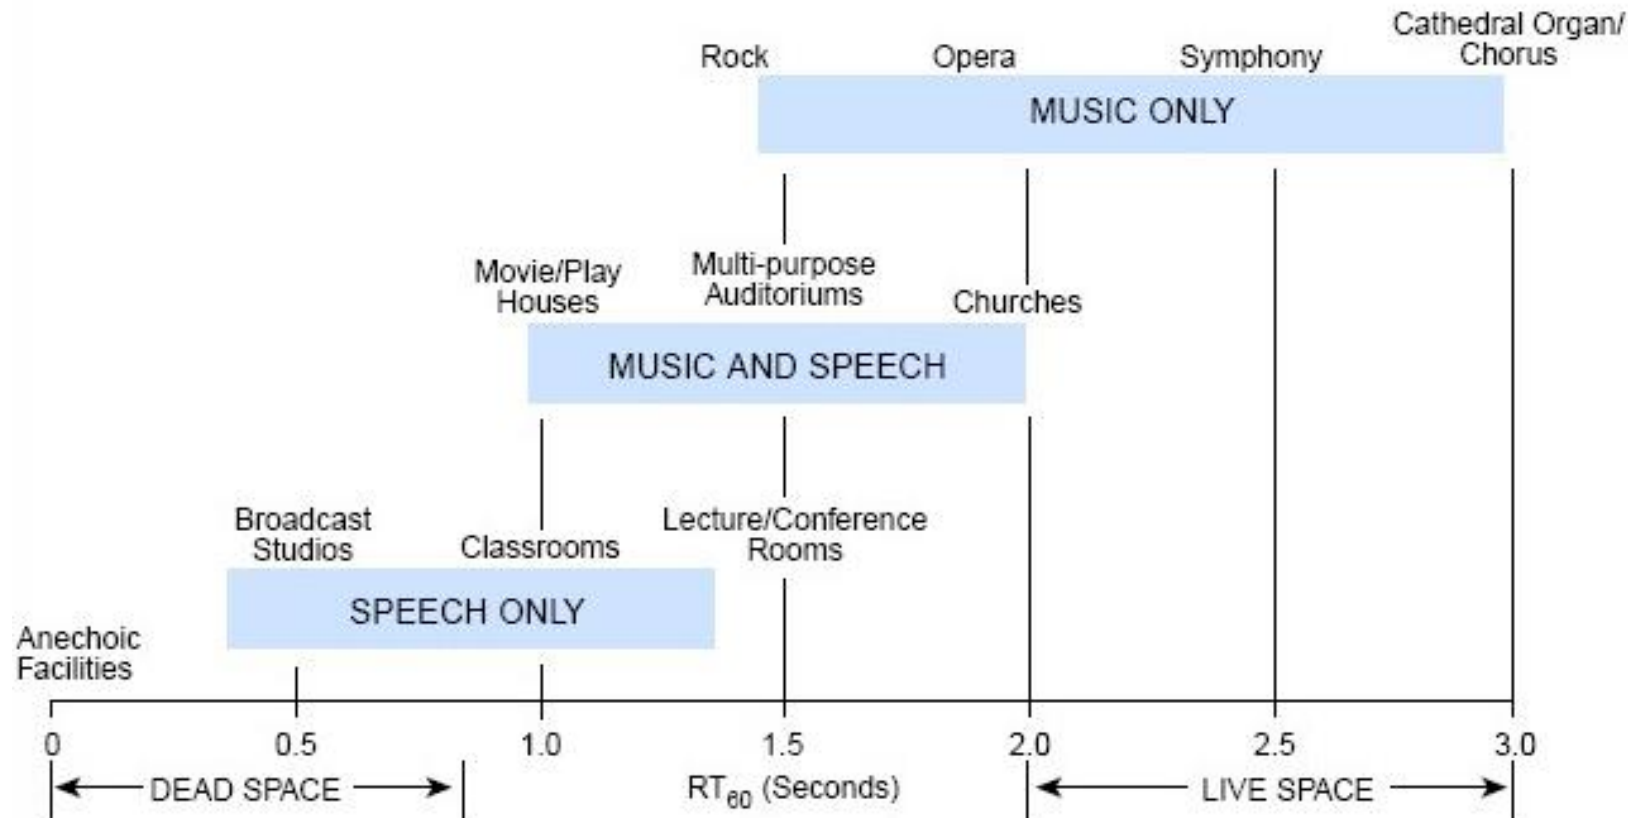 Cathedral Organ/
Rock Opera Symphony Chorus
MUSIC ONLY
Movie/Play
Houses
Multi-purpose
Auditoriums
Churches
MUSIC AND SPEECH
Broadcast
Studios
Classrooms
Lecture/Conference
Rooms
SPEECH ONLY
Anechoic
Facilities
0 0.5 1.0 1.5 2.0 2.5 3.0
DEAD SPACE RT60 (Seconds) LIVE SPACE